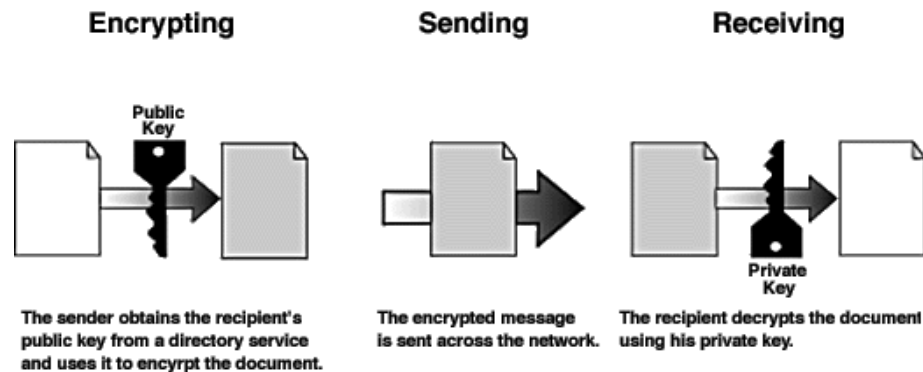 Encrypting
Sending
Receiving
Public
Key
Private
Key
The sender obtains the recipient's
public key from a directory service
and uses it to encyrpt the document.
The encrypted message
is sent across the network.
The recipient decrypts the document
using his private key.